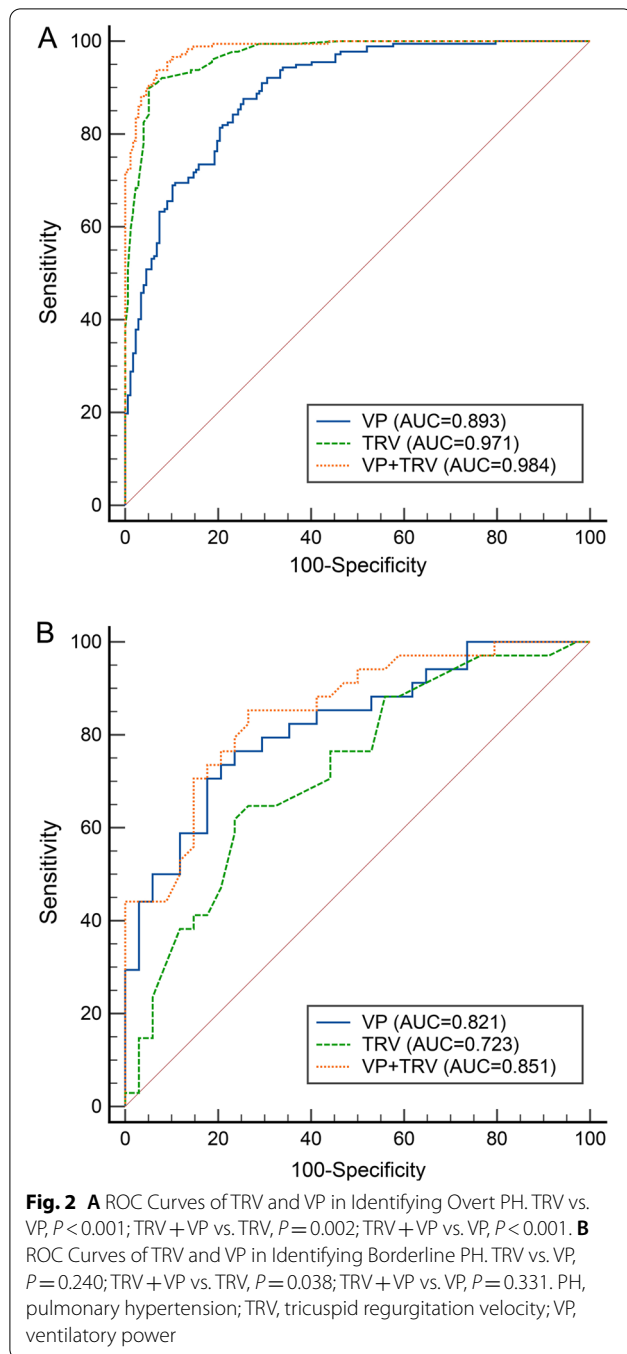 A
100
80
60
40
20
0
Sensitivity
VP (AUC=0.893)
TRV (AUC=0.971)
VP+TRV (AUC=0.984)
0 20 40 60 80 100
100-Specificity
B
100
80
60
40
20
0
Sensitivity
VP (AUC=0.821)
TRV (AUC=0.723)
VP+TRV (AUC=0.851)
0 20 40 60 80 100
100-Specificity
Fig. 2 A ROC Curves of TRV and VP in Identifying Overt PH. TRV vs.
VP, P < 0.001; TRV + VP vs. TRV, P = 0.002; TRV + VP vs. VP, P < 0.001. B
ROC Curves of TRV and VP in Identifying Borderline PH. TRV vs. VP,
P = 0.240; TRV + VP vs. TRV, P = 0.038; TRV + VP vs. VP, P = 0.331. PH,
pulmonary hypertension; TRV, tricuspid regurgitation velocity; VP,
ventilatory power